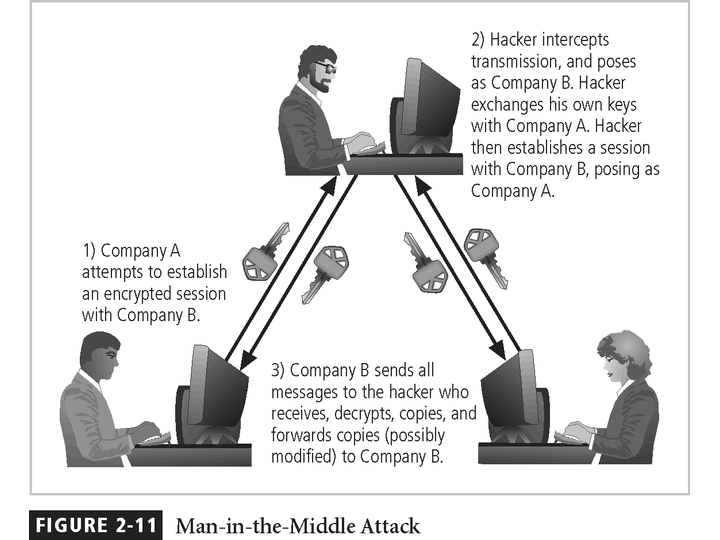 1) Company A
attempts to establish
an encrypted session
with Company B.
2) Hacker intercepts
transmission, and poses
as Company B. Hacker
exchanges his own keys
with Company A. Hacker
then establishes a session
with Company B, posing as
Company A.
3) Company B sends all
messages to the hacker who
receives, decrypts, copies, and
forwards copies (possibly
modified) to Company B.
FIGURE 2-11 Man-in-the-Middle Attack